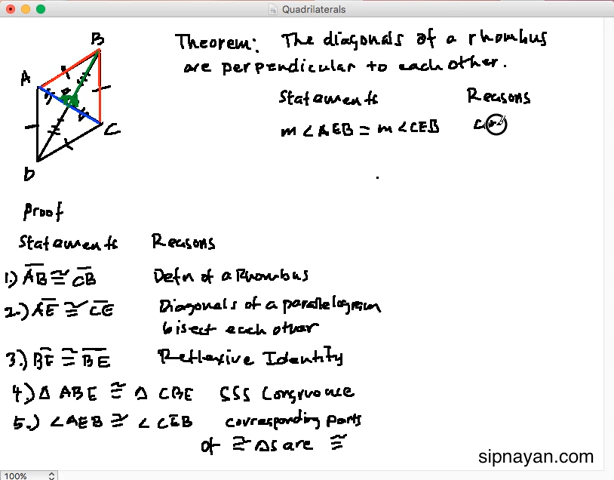 Quadrilaterals
Theorem: The diagonals of a rhombus
are perpendicular to each other.
Statements Reasons
m∠AEB = m∠CEB
A B C D
Proof
Statements Reasons
1.) AB ≅ CB Defn of a Rhombus
2.) AE ≅ CE Diagonals of a parallelogram
bisect each other
3.) BE ≅ BE Reflexive Identity
4.) Δ ABE ≅ Δ CBE SSS Congruence
5.) ∠AEB ≅ ∠CEB corresponding parts
of ≅ Δs are ≅
sipnayan.com
100%